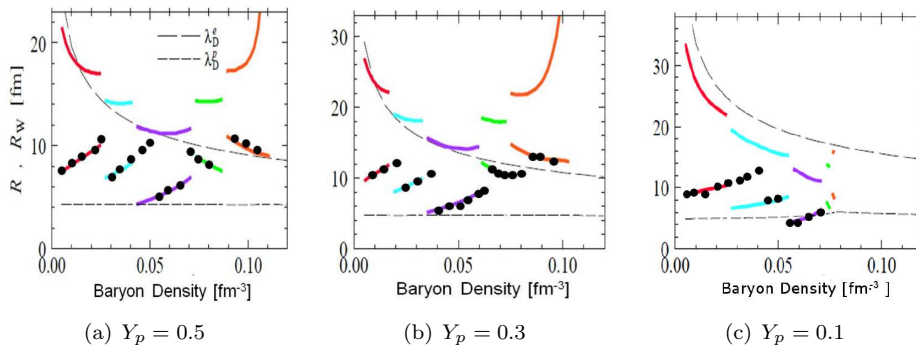 R , R_W [fm]
20
10
0
0.00 0.05 0.10
Baryon Density [fm-3]
λ_D^e
λ_D^p
(a) Y_p = 0.5
30
20
10
0
0.00 0.05 0.10
Baryon Density [fm-3]
(b) Y_p = 0.3
30
20
10
0
0.00 0.05 0.10
Baryon Density [fm-3 ]
(c) Y_p = 0.1